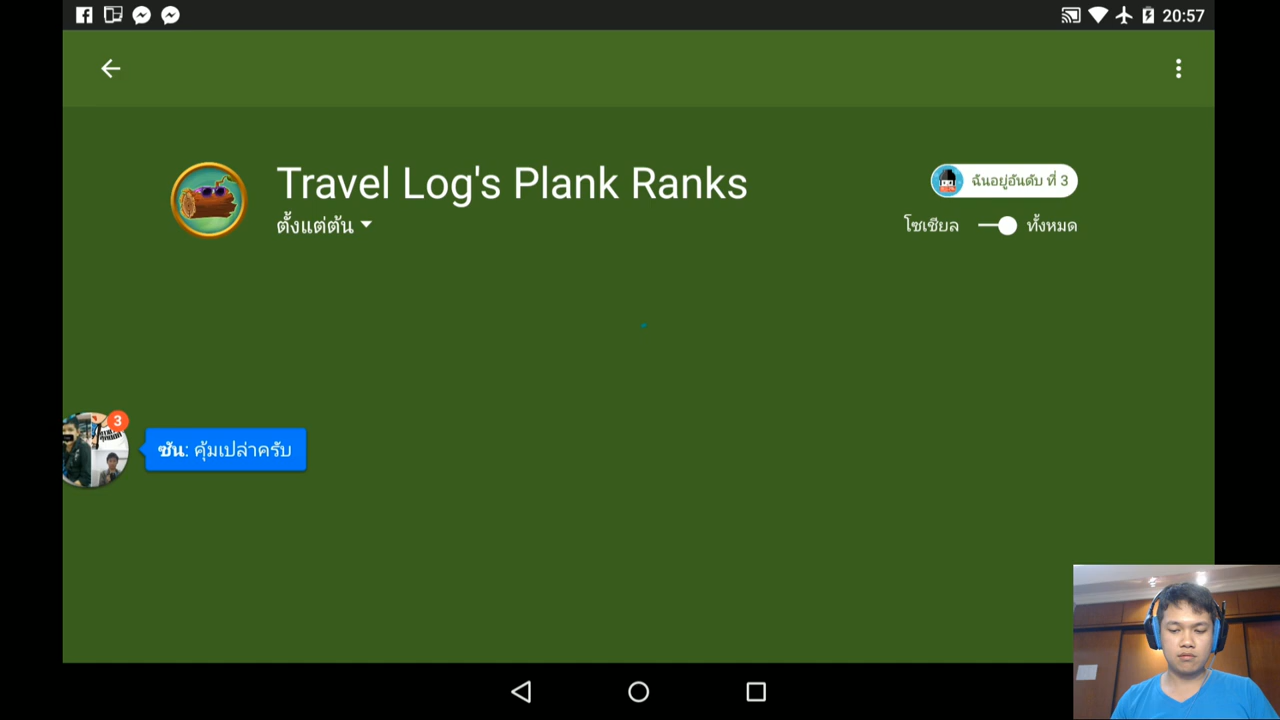 20:57
Travel Log's Plank Ranks
ตั้งแต่ต้น
ฉันอยู่อันดับ ที่ 3
โซเชียล ทั้งหมด
3
ซัน: คุ้มเปล่าครับ